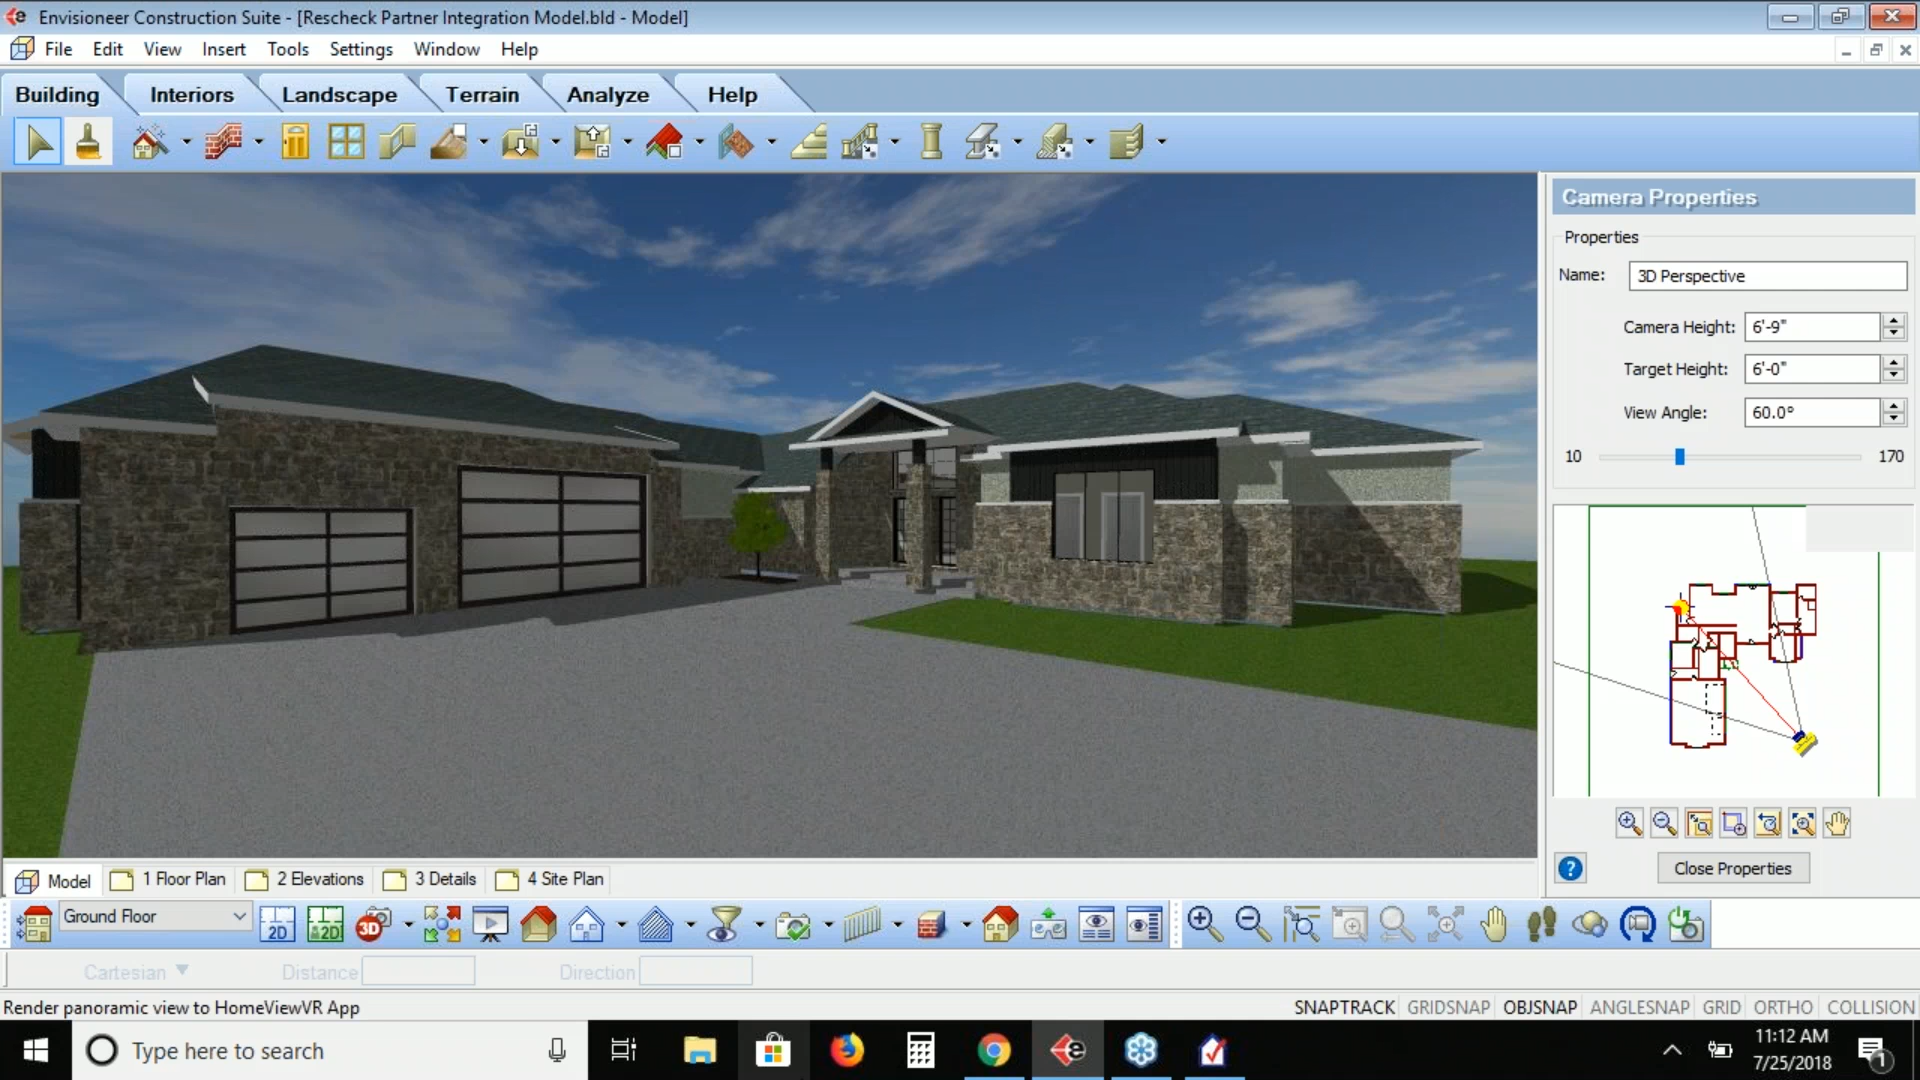 Envisioneer Construction Suite - [Rescheck Partner Integration Model.bld - Model]
File Edit View Insert Tools Settings Window Help
Building Interiors Landscape Terrain Analyze Help
Camera Properties
Properties
Name: 3D Perspective
Camera Height: 6'-9"
Target Height: 6'-0"
View Angle: 60.0°
10 170
Close Properties
Model 1 Floor Plan 2 Elevations 3 Details 4 Site Plan
Ground Floor 2D 2D 3D
Cartesian Distance Direction
Render panoramic view to HomeViewVR App
SNAPTRACK GRIDSNAP OBJSNAP ANGLESNAP GRID ORTHO COLLISION
Type here to search
11:12 AM
7/25/2018
1